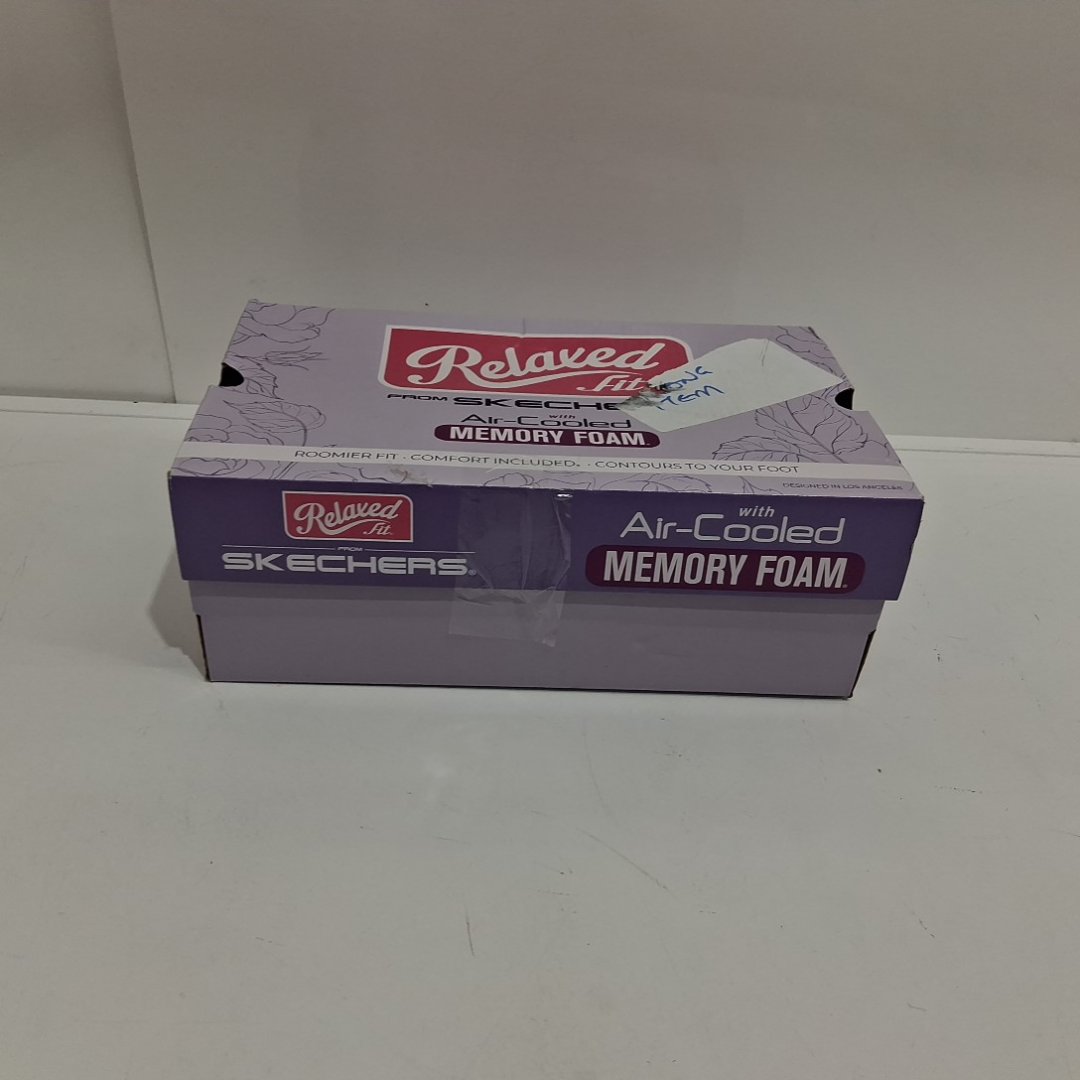 Relaxed
Fit
FROM SKECHE
with
Air-Cooled
MEMORY FOAM
ITEM
ROOMIER FIT · COMFORT INCLUDED. · CONTOURS TO YOUR FOOT
DESIGNED IN LOS ANGELES
Relaxed
Fit
FROM
SKECHERS®
with
Air-Cooled
MEMORY FOAM®